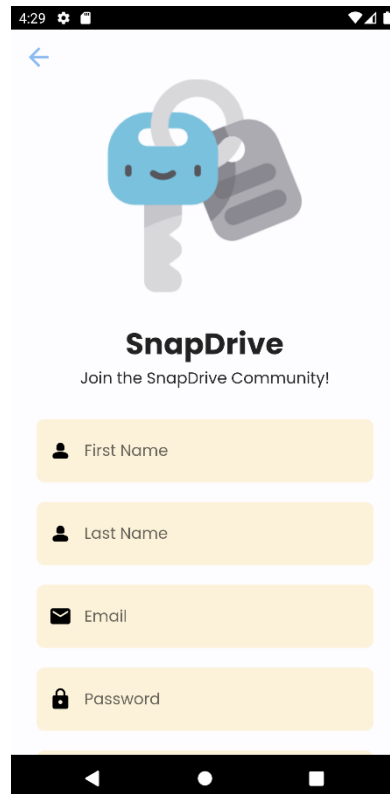 4:29
SnapDrive
Join the SnapDrive Community!
First Name
Last Name
Email
Password